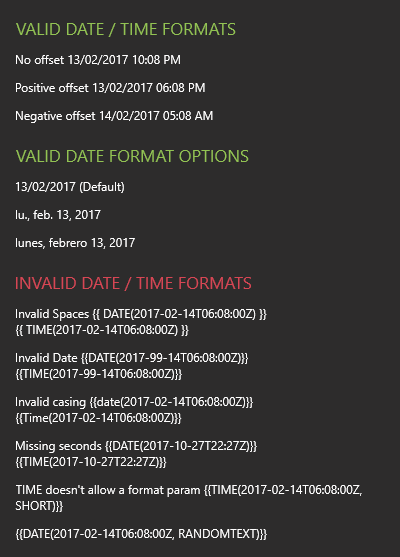 VALID DATE / TIME FORMATS
No offset 13/02/2017 10:08 PM
Positive offset 13/02/2017 06:08 PM
Negative offset 14/02/2017 05:08 AM
VALID DATE FORMAT OPTIONS
13/02/2017 (Default)
lu., feb. 13, 2017
lunes, febrero 13, 2017
INVALID DATE / TIME FORMATS
Invalid Spaces {{ DATE(2017-02-14T06:08:00Z) }}
{{ TIME(2017-02-14T06:08:00Z) }}
Invalid Date {{DATE(2017-99-14T06:08:00Z)}}
{{TIME(2017-99-14T06:08:00Z)}}
Invalid casing {{date(2017-02-14T06:08:00Z)}}
{{Time(2017-02-14T06:08:00Z)}}
Missing seconds {{DATE(2017-10-27T22:27Z)}}
{{TIME(2017-10-27T22:27Z)}}
TIME doesn't allow a format param {{TIME(2017-02-14T06:08:00Z,
SHORT)}}
{{DATE(2017-02-14T06:08:00Z, RANDOMTEXT)}}